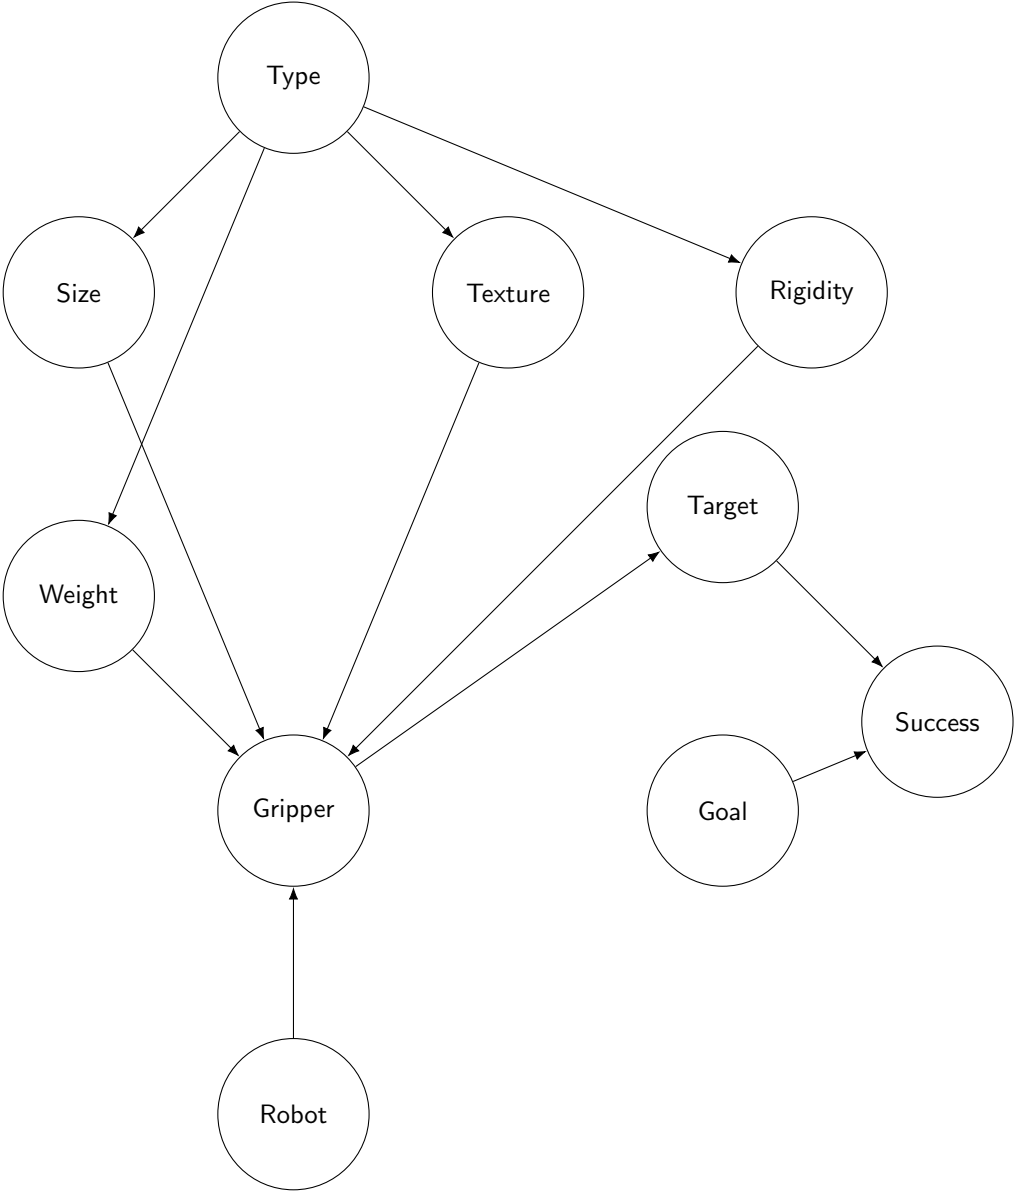 Type
Size
Texture
Rigidity
Target
Weight
Success
Gripper
Goal
Robot